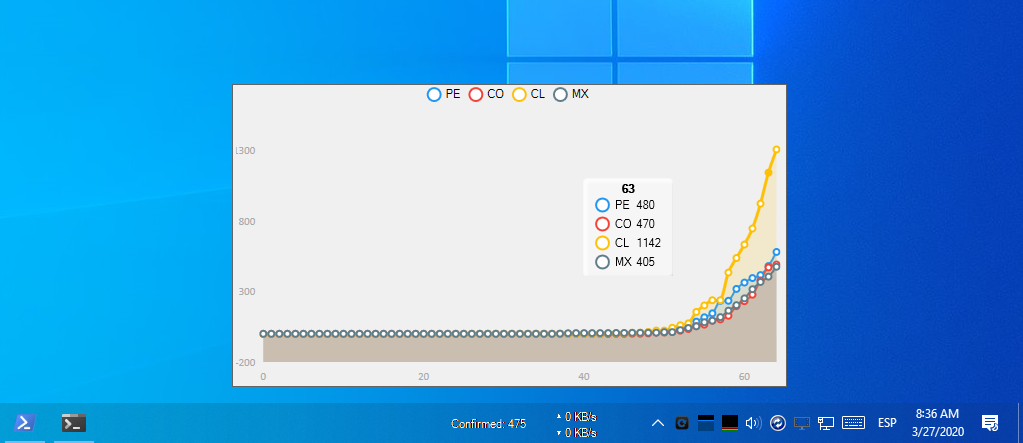 PE CO CL MX
1300
800
300
-200
0 20 40 60
63
PE 480
CO 470
CL 1142
MX 405
Confirmed: 475
0 KB/s
0 KB/s
ESP
8:36 AM
3/27/2020